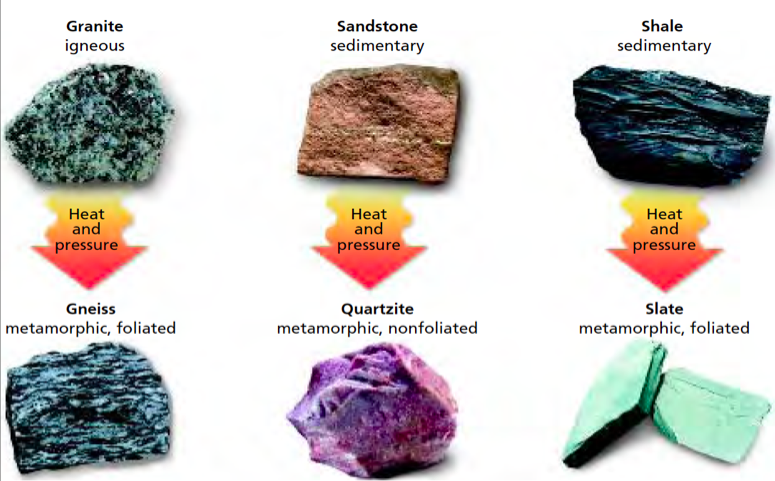 Granite
igneous
Sandstone
sedimentary
Shale
sedimentary
Heat
and
pressure
Heat
and
pressure
Heat
and
pressure
Gneiss
metamorphic, foliated
Quartzite
metamorphic, nonfoliated
Slate
metamorphic, foliated